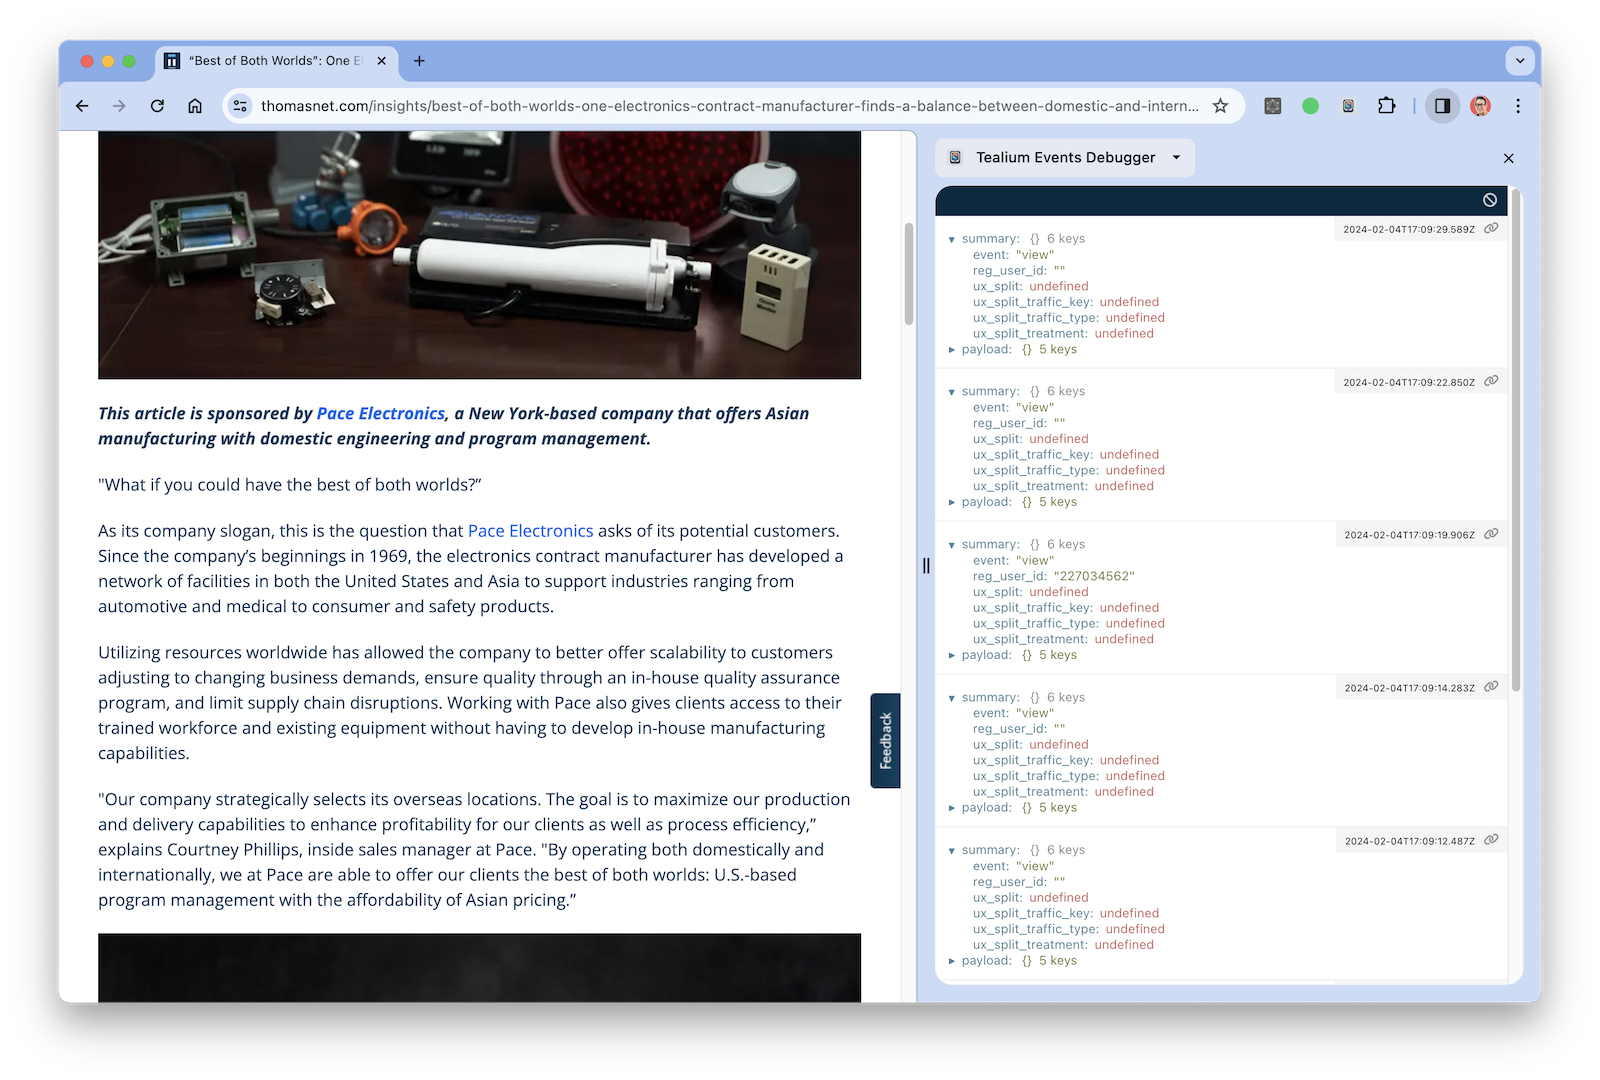 “Best of Both Worlds”: One El
thomasnet.com/insights/best-of-both-worlds-one-electronics-contract-manufacturer-finds-a-balance-between-domestic-and-intern...
This article is sponsored by Pace Electronics, a New York-based company that offers Asian
manufacturing with domestic engineering and program management.
"What if you could have the best of both worlds?”
As its company slogan, this is the question that Pace Electronics asks of its potential customers.
Since the company’s beginnings in 1969, the electronics contract manufacturer has developed a
network of facilities in both the United States and Asia to support industries ranging from
automotive and medical to consumer and safety products.
Utilizing resources worldwide has allowed the company to better offer scalability to customers
adjusting to changing business demands, ensure quality through an in-house quality assurance
program, and limit supply chain disruptions. Working with Pace also gives clients access to their
trained workforce and existing equipment without having to develop in-house manufacturing
capabilities.
"Our company strategically selects its overseas locations. The goal is to maximize our production
and delivery capabilities to enhance profitability for our clients as well as process efficiency,”
explains Courtney Phillips, inside sales manager at Pace. "By operating both domestically and
internationally, we at Pace are able to offer our clients the best of both worlds: U.S.-based
program management with the affordability of Asian pricing.”
Feedback
Tealium Events Debugger
2024-02-04T17:09:29.589Z
summary: {} 6 keys
event: "view"
reg_user_id: ""
ux_split: undefined
ux_split_traffic_key: undefined
ux_split_traffic_type: undefined
ux_split_treatment: undefined
payload: {} 5 keys
2024-02-04T17:09:22.850Z
summary: {} 6 keys
event: "view"
reg_user_id: ""
ux_split: undefined
ux_split_traffic_key: undefined
ux_split_traffic_type: undefined
ux_split_treatment: undefined
payload: {} 5 keys
2024-02-04T17:09:19.906Z
summary: {} 6 keys
event: "view"
reg_user_id: "227034562"
ux_split: undefined
ux_split_traffic_key: undefined
ux_split_traffic_type: undefined
ux_split_treatment: undefined
payload: {} 5 keys
2024-02-04T17:09:14.283Z
summary: {} 6 keys
event: "view"
reg_user_id: ""
ux_split: undefined
ux_split_traffic_key: undefined
ux_split_traffic_type: undefined
ux_split_treatment: undefined
payload: {} 5 keys
2024-02-04T17:09:12.487Z
summary: {} 6 keys
event: "view"
reg_user_id: ""
ux_split: undefined
ux_split_traffic_key: undefined
ux_split_traffic_type: undefined
ux_split_treatment: undefined
payload: {} 5 keys